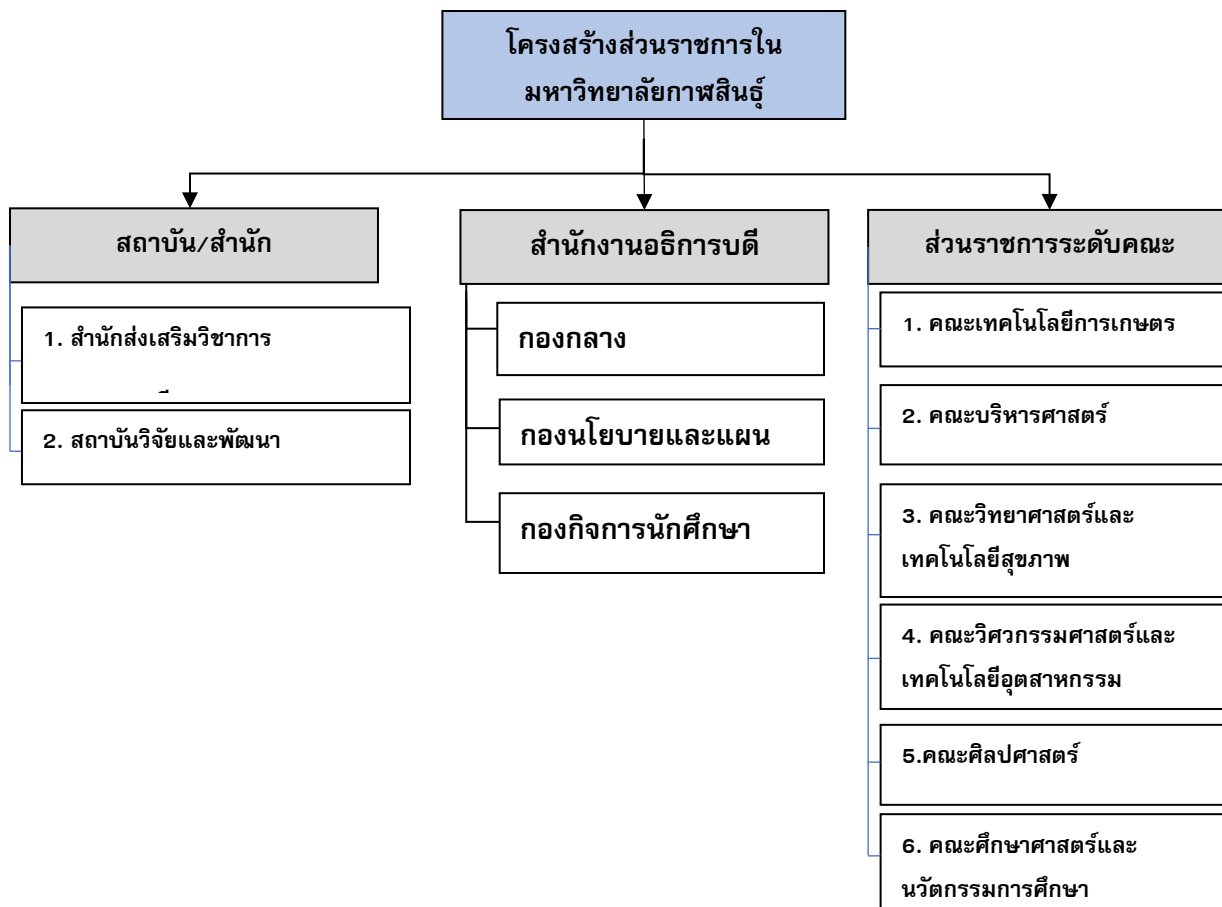 โครงสร้างส่วนราชการใน
มหาวิทยาลัยกาฬสินธุ์
สถาบัน/สำนัก
1. สำนักส่งเสริมวิชาการ
2. สถาบันวิจัยและพัฒนา
สำนักงานอธิการบดี
กองกลาง
กองนโยบายและแผน
กองกิจการนักศึกษา
ส่วนราชการระดับคณะ
1. คณะเทคโนโลยีการเกษตร
2. คณะบริหารศาสตร์
3. คณะวิทยาศาสตร์และ
เทคโนโลยีสุขภาพ
4. คณะวิศวกรรมศาสตร์และ
เทคโนโลยีอุตสาหกรรม
5.คณะศิลปศาสตร์
6. คณะศึกษาศาสตร์และ
นวัตกรรมการศึกษา